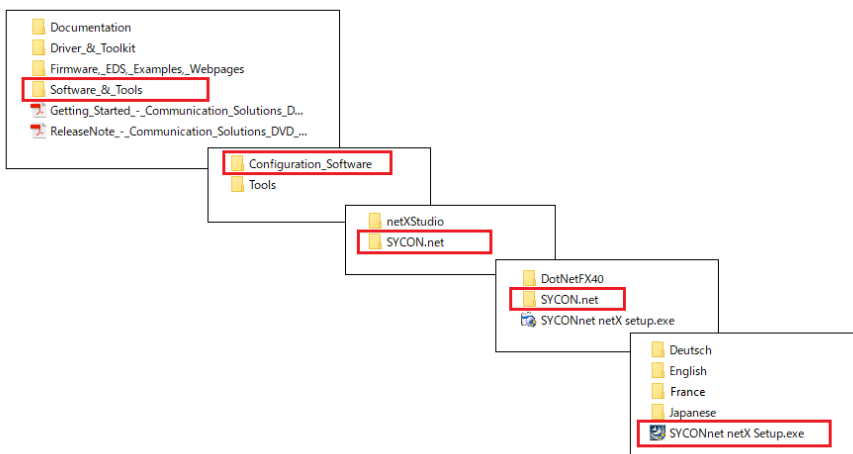 Documentation
Driver_&_Toolkit
Firmware,_EDS,_Examples,_Webpages
Software_&_Tools
Getting_Started_-_Communication_Solutions_D...
ReleaseNote_-_Communication_Solutions_DVD_...
Configuration_Software
Tools
netXStudio
SYCON.net
DotNetFX40
SYCON.net
SYCONnet netX setup.exe
Deutsch
English
France
Japanese
SYCONnet netX Setup.exe